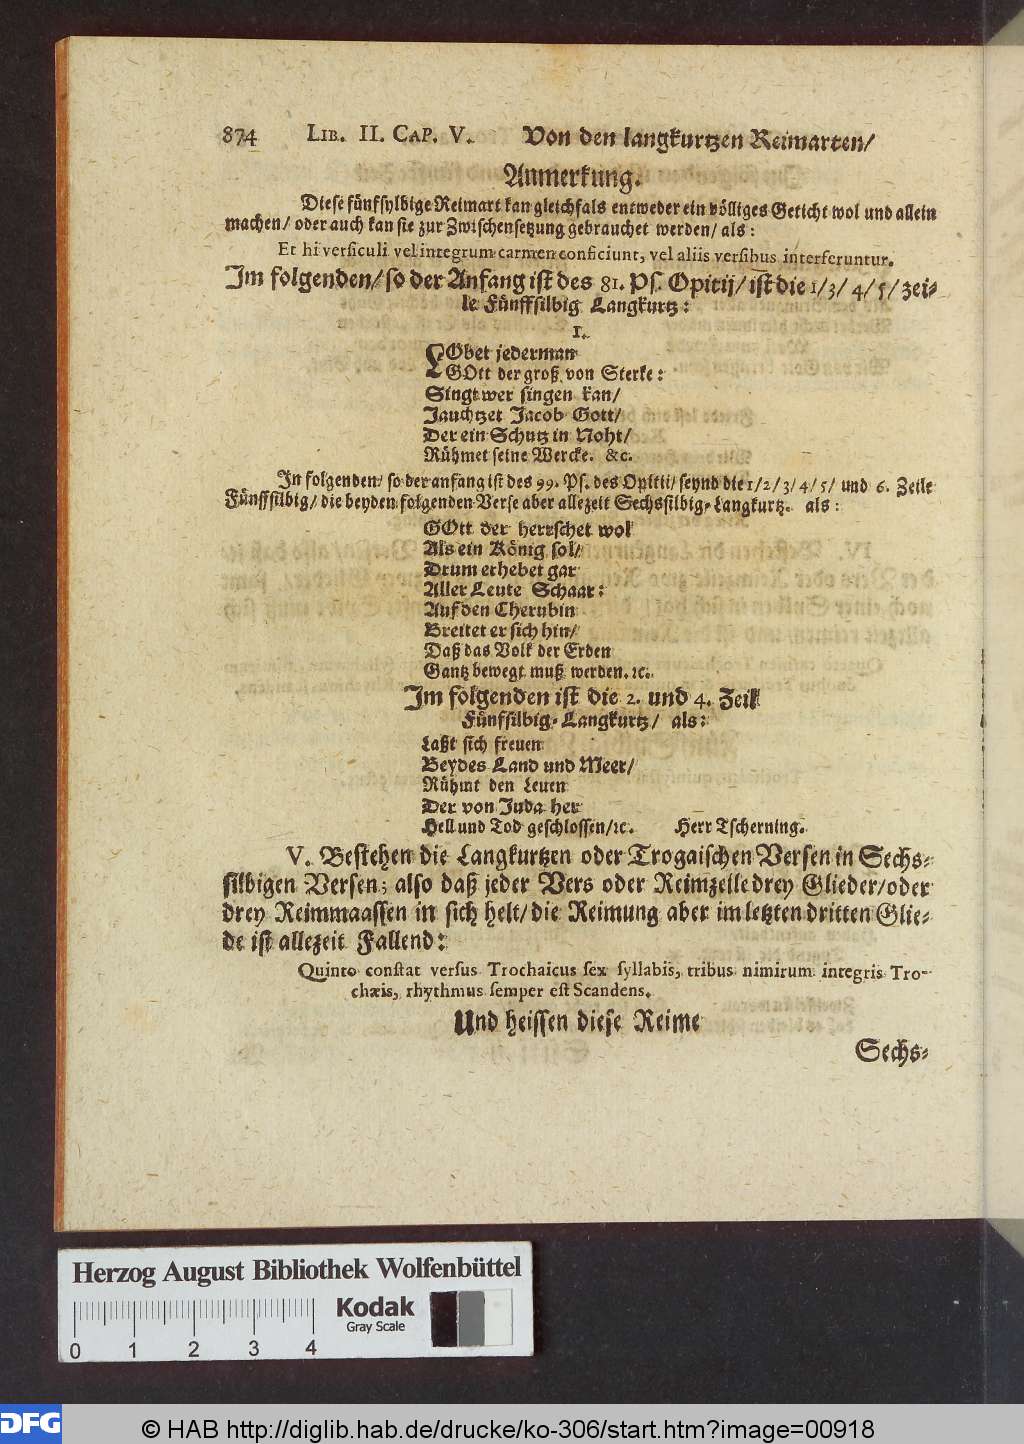 874 LIB. II. CAP. V. Von den langkurtzen Reimarten/
Anmerkung.
Diese fünfsylbige Reimart kan gleichfals entweder ein völliges Geticht wol und allein
machen/ oder auch kan sie zur Zwischensetzung gebrauchet werden/ als:
Et hi versiculi vel integrum carmen conficiunt, vel aliis versibus interseruntur.
Im folgenden/ so der Anfang ist des 81. Ps. Opitij/ ist die 1/3/4/5/ zei-
le Fünffsilbig Langkurtz:
1.
LObet jederman
GOtt der groß von Sterke:
Singt wer singen kan/
Jauchtzet Jacob Gott/
Der ein Schutz in Noht/
Rühmet seine Wercke. &c.
In folgenden/ so der anfang ist des 99. Ps. des Opitii/ seynd die 1/2/3/4/5/ und 6. Zeile
Fünffsilbig/ die beyden folgenden Verse aber allezeit Sechssilbig-Langkurtz. als:
GOtt der herrschet wol
Als ein König sol/
Drum erhebet gar
Aller Leute Schaar:
Auf den Cherubin
Breitet er sich hin/
Daß das Volk der Erden
Gantz bewegt muß werden. ꝛc.
Im folgenden ist die 2. und 4. Zeil
Fünfsilbig-Langkurtz/ als:
Laßt sich freuen
Beydes Land und Meer/
Rühmt den Leuen
Der von Juda her
Hell und Tod geschlossen/ꝛc. Herr Tscherning.
V. Bestehen die Langkurtzen oder Trogaischen Versen in Sechs-
silbigen Versen; also daß jeder Vers oder Reimzeile drey Glieder/oder
drey Reimmaassen in sich helt/ die Reimung aber im letzten dritten Glie-
de ist allezeit Fallend:
Quinto constat versus Trochaicus sex syllabis, tribus nimirum integris Tro-
chæis, rhythmus semper est Scandens.
Und heissen diese Reime
Sechs-
Herzog August Bibliothek Wolfenbüttel
Kodak
Gray Scale
0 1 2 3 4
DFG © HAB http://diglib.hab.de/drucke/ko-306/start.htm?image=00918